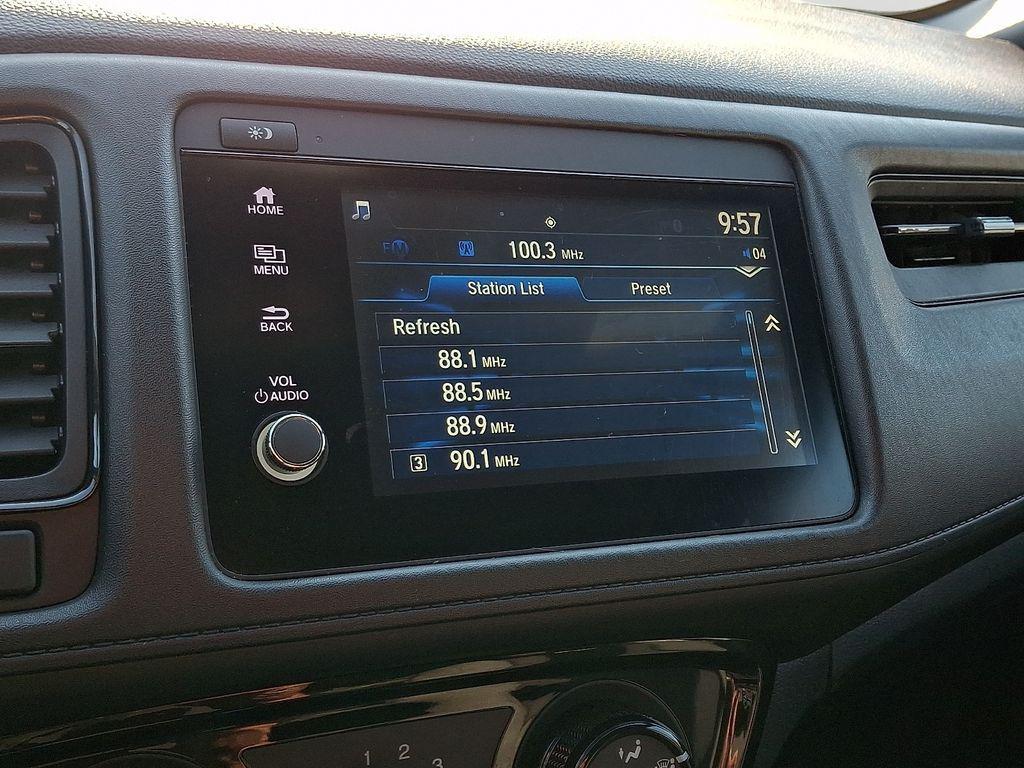 HOME
MENU
BACK
VOL
AUDIO
9:57
FM 100.3 MHz
04
Station List Preset
Refresh
88.1 MHz
88.5 MHz
88.9 MHz
3 90.1 MHz
1 2 3